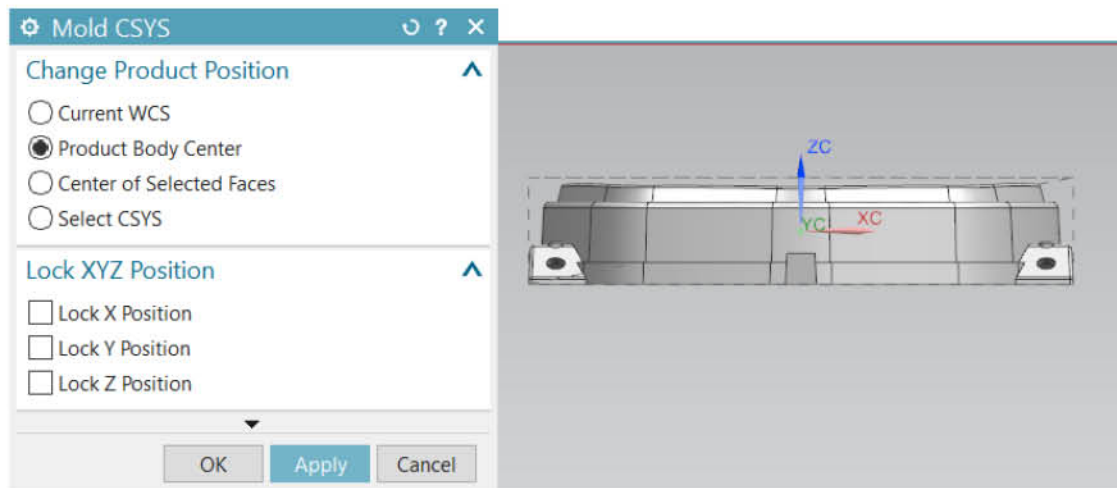 Mold CSYS
Change Product Position
Current WCS
Product Body Center
Center of Selected Faces
Select CSYS
Lock XYZ Position
Lock X Position
Lock Y Position
Lock Z Position
OK Apply Cancel
ZC
YC XC